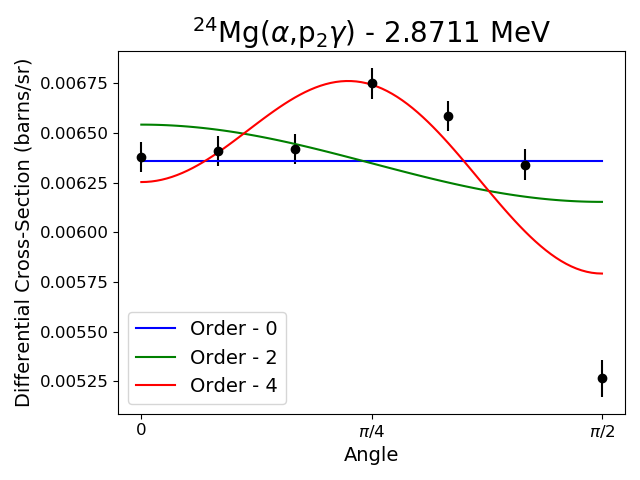 ²⁴Mg(α,p₂γ) - 2.8711 MeV
Differential Cross-Section (barns/sr)
0.00675
0.00650
0.00625
0.00600
0.00575
0.00550
0.00525
Order - 0
Order - 2
Order - 4
0 π/4 π/2
Angle